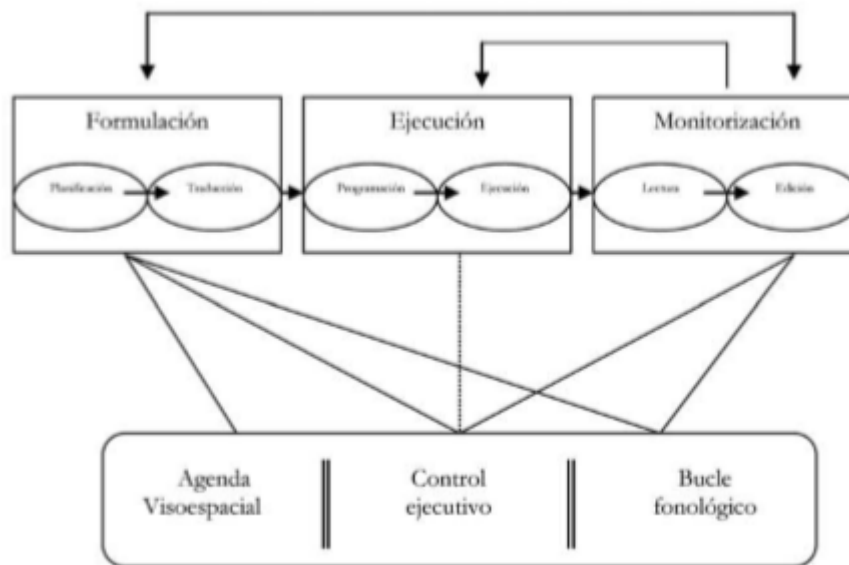 Formulación
Ejecución
Monitorización
Planificación
Traducción
Programación
Ejecución
Lectura
Edición
Agenda
Visoespacial
Control
ejecutivo
Bucle
fonológico